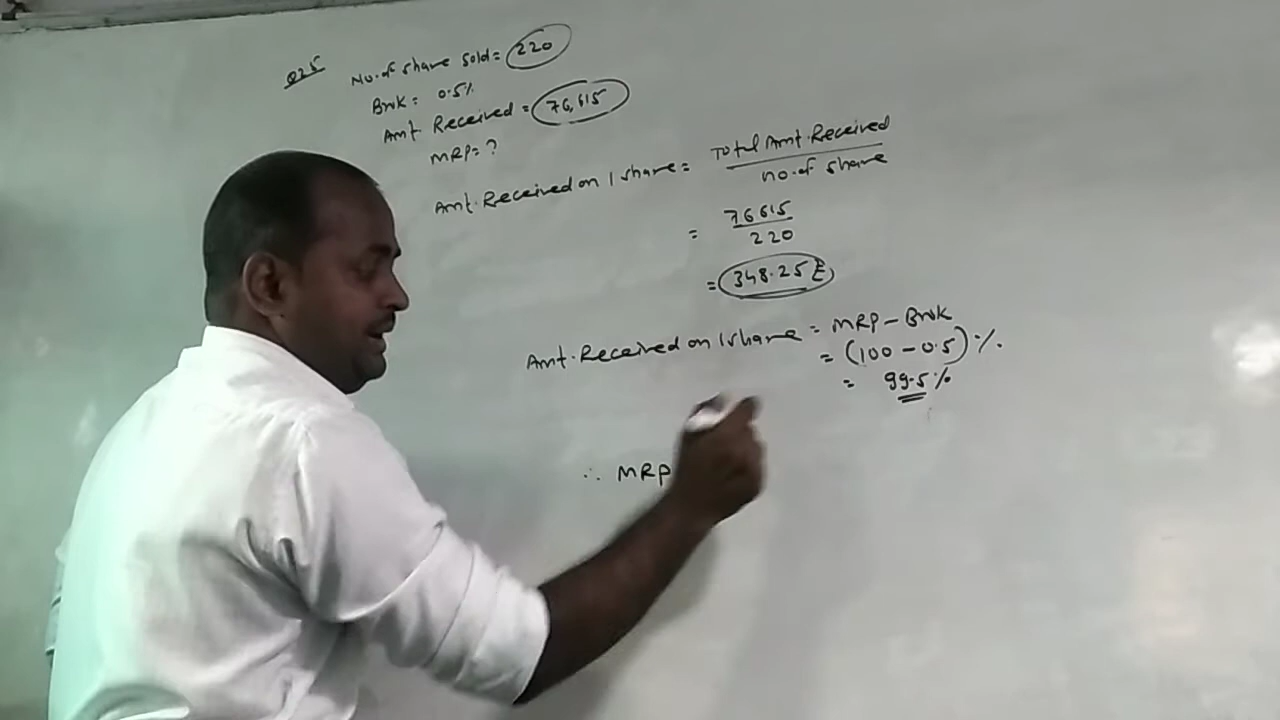 Q25
No. of share sold = 220
Brok = 0.5%
Amt Received = 76,615
MRP = ?
Amt. Received on 1 share = Total Amt. Received
no. of share
= 76615
220
= 348.25
Amt. Received on 1 share = MRP - Brok
= (100 - 0.5) %
= 99.5%
∴ MRP